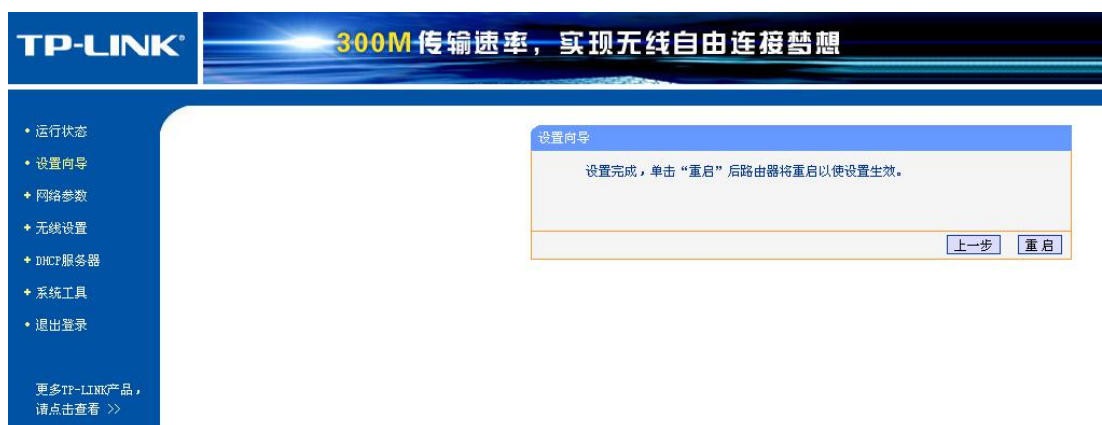 TP-LINK®
300M 传输速率，实现无线自由连接梦想
• 运行状态
• 设置向导
+ 网络参数
+ 无线设置
+ DHCP服务器
+ 系统工具
• 退出登录
更多TP-LINK产品，
请点击查看 >>
设置向导
设置完成，单击“重启”后路由器将重启以使设置生效。
上一步 重启